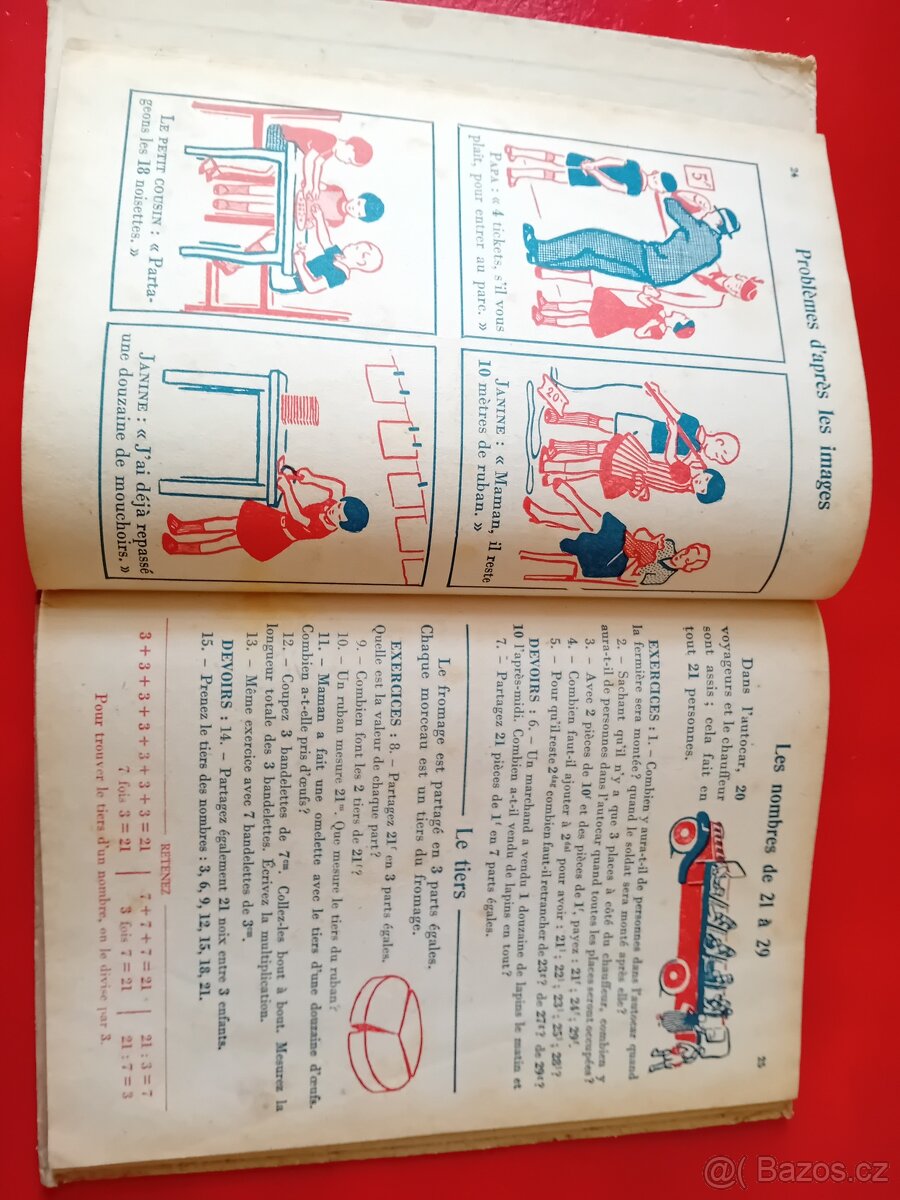 24
Problèmes d'après les images
5f
PAPA : « 4 tickets, s'il vous
plaît, pour entrer au parc. »
20f
JANINE : « Maman, il reste
10 mètres de ruban. »
LE PETIT COUSIN : « Parta-
geons les 18 noisettes. »
JANINE : « J'ai déjà repassé
une douzaine de mouchoirs. »
25
Les nombres de 21 à 29
Dans l'autocar, 20
voyageurs et le chauffeur
sont assis ; cela fait en
tout 21 personnes.
EXERCICES : 1. – Combien y aura-t-il de personnes dans l'autocar quand
la fermière sera montée? quand le soldat sera monté après elle?
2. – Sachant qu'il n'y a que 3 places à côté du chauffeur, combien y
aura-t-il de personnes dans l'autocar quand toutes les places seront occupées?
3. – Avec 2 pièces de 10f et des pièces de 1f, payez : 21f; 24f; 29f.
4. – Combien faut-il ajouter à 2dal pour avoir : 21l; 22l; 23l; 25l; 28l?
5. – Pour qu'il reste 2dag combien faut-il retrancher de 23g? de 27g? de 29g?
DEVOIRS : 6. – Un marchand a vendu 1 douzaine de lapins le matin et
10 l'après-midi. Combien a-t-il vendu de lapins en tout?
7. – Partagez 21 pièces de 1f en 7 parts égales.
Le tiers
Le fromage est partagé en 3 parts égales.
Chaque morceau est un tiers du fromage.
EXERCICES : 8. – Partagez 21f en 3 parts égales.
Quelle est la valeur de chaque part?
9. – Combien font les 2 tiers de 21f?
10. – Un ruban mesure 21m. Que mesure le tiers du ruban?
11. – Maman a fait une omelette avec le tiers d'une douzaine d'œufs.
Combien a-t-elle pris d'œufs?
12. – Coupez 3 bandelettes de 7cm. Collez-les bout à bout. Mesurez la
longueur totale des 3 bandelettes. Écrivez la multiplication.
13. – Même exercice avec 7 bandelettes de 3cm.
DEVOIRS : 14. – Partagez également 21 noix entre 3 enfants.
15. – Prenez le tiers des nombres : 3, 6, 9, 12, 15, 18, 21.
RETENEZ
3 + 3 + 3 + 3 + 3 + 3 + 3 = 21 | 7 + 7 + 7 = 21 | 21 : 3 = 7
7 fois 3 = 21 | 3 fois 7 = 21 | 21 : 7 = 3
Pour trouver le tiers d'un nombre, on le divise par 3.
@( Bazos.cz